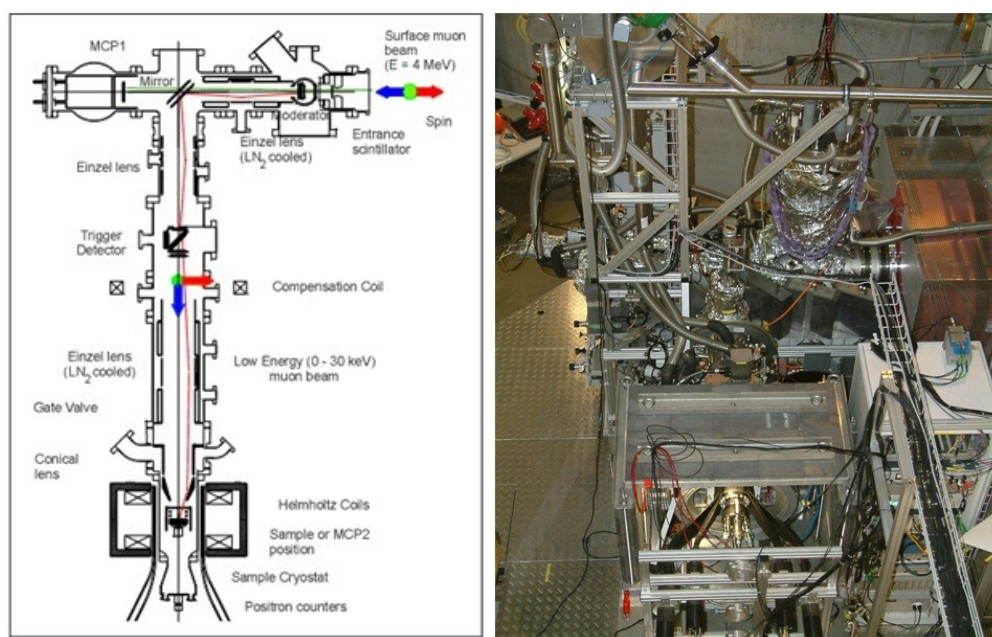 MCP1
Mirror
Surface muon
beam
(E = 4 MeV)
Moderator
Spin
Entrance
scintillator
Einzel lens
(LN2 cooled)
Einzel lens
Trigger
Detector
Compensation Coil
Einzel lens
(LN2 cooled)
Low Energy (0 - 30 keV)
muon beam
Gate Valve
Conical
lens
Helmholtz Coils
Sample or MCP2
position
Sample Cryostat
Positron counters